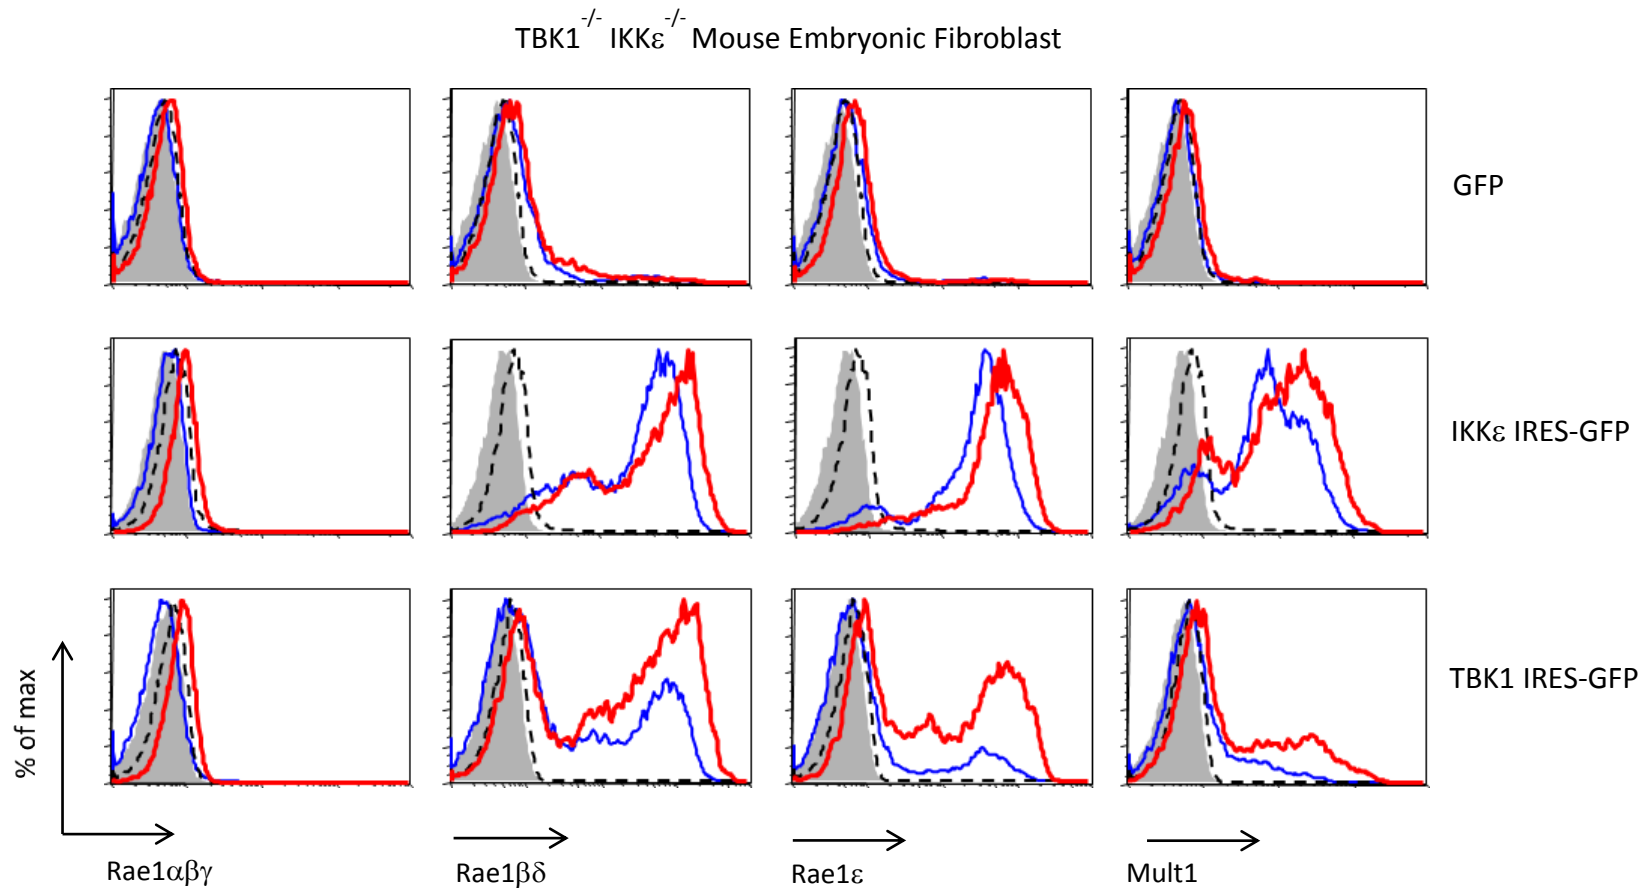 TBK1-/- IKKε-/- Mouse Embryonic Fibroblast
GFP
IKKε IRES-GFP
TBK1 IRES-GFP
% of max
Rae1αβγ
Rae1βδ
Rae1ε
Mult1